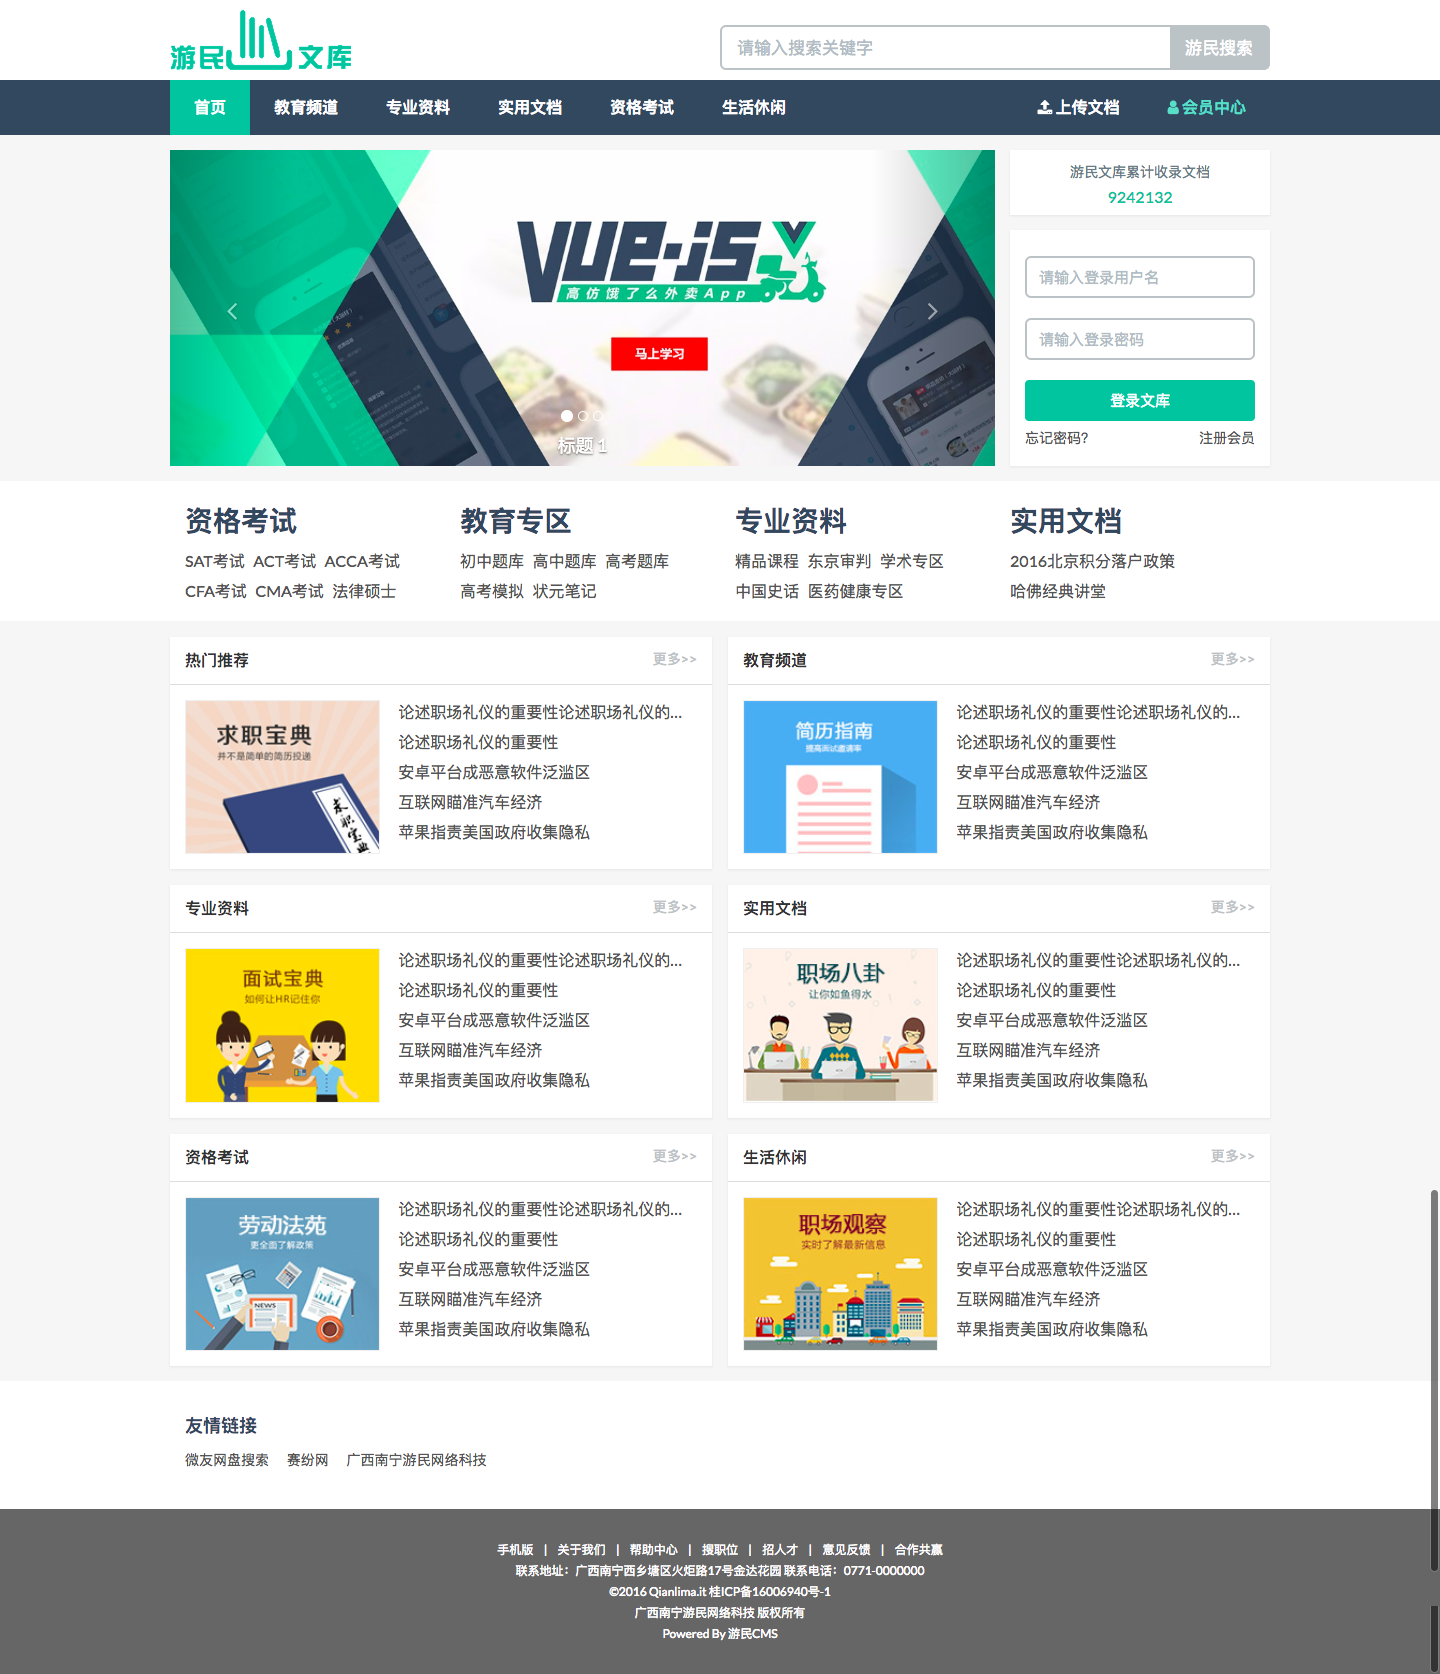 游民文库
请输入搜索关键字 游民搜索
首页 教育频道 专业资料 实用文档 资格考试 生活休闲 上传文档 会员中心
游民文库累计收录文档
9242132
VUE-JS
高仿饿了么外卖App
马上学习
标题 1
请输入登录用户名
请输入登录密码
登录文库
忘记密码? 注册会员
资格考试
SAT考试 ACT考试 ACCA考试
CFA考试 CMA考试 法律硕士
教育专区
初中题库 高中题库 高考题库
高考模拟 状元笔记
专业资料
精品课程 东京审判 学术专区
中国史话 医药健康专区
实用文档
2016北京积分落户政策
哈佛经典讲堂
热门推荐 更多>>
求职宝典
并不是简单的简历投递
求职宝典
论述职场礼仪的重要性论述职场礼仪的...
论述职场礼仪的重要性
安卓平台成恶意软件泛滥区
互联网瞄准汽车经济
苹果指责美国政府收集隐私
教育频道 更多>>
简历指南
提高面试邀请率
论述职场礼仪的重要性论述职场礼仪的...
论述职场礼仪的重要性
安卓平台成恶意软件泛滥区
互联网瞄准汽车经济
苹果指责美国政府收集隐私
专业资料 更多>>
面试宝典
如何让HR记住你
论述职场礼仪的重要性论述职场礼仪的...
论述职场礼仪的重要性
安卓平台成恶意软件泛滥区
互联网瞄准汽车经济
苹果指责美国政府收集隐私
实用文档 更多>>
职场八卦
让你如鱼得水
论述职场礼仪的重要性论述职场礼仪的...
论述职场礼仪的重要性
安卓平台成恶意软件泛滥区
互联网瞄准汽车经济
苹果指责美国政府收集隐私
资格考试 更多>>
劳动法苑
更全面了解政策
NEWS
论述职场礼仪的重要性论述职场礼仪的...
论述职场礼仪的重要性
安卓平台成恶意软件泛滥区
互联网瞄准汽车经济
苹果指责美国政府收集隐私
生活休闲 更多>>
职场观察
实时了解最新信息
论述职场礼仪的重要性论述职场礼仪的...
论述职场礼仪的重要性
安卓平台成恶意软件泛滥区
互联网瞄准汽车经济
苹果指责美国政府收集隐私
友情链接
微友网盘搜索 赛纷网 广西南宁游民网络科技
手机版 | 关于我们 | 帮助中心 | 搜职位 | 招人才 | 意见反馈 | 合作共赢
联系地址：广西南宁西乡塘区火炬路17号金达花园 联系电话：0771-0000000
©2016 Qianlima.it 桂ICP备16006940号-1
广西南宁游民网络科技 版权所有
Powered By 游民CMS